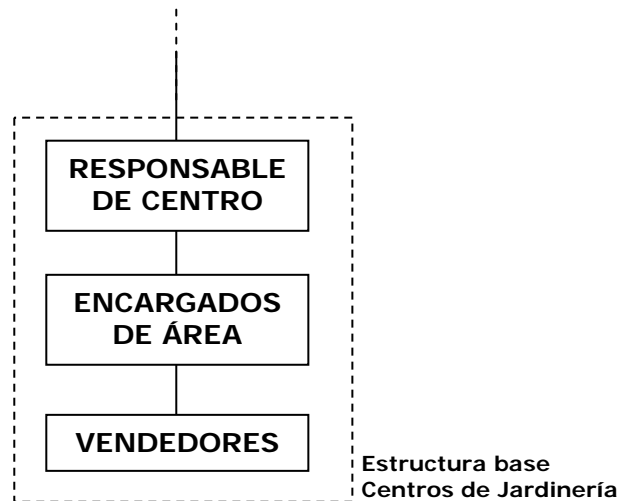 RESPONSABLE
DE CENTRO
ENCARGADOS
DE ÁREA
VENDEDORES
Estructura base
Centros de Jardinería